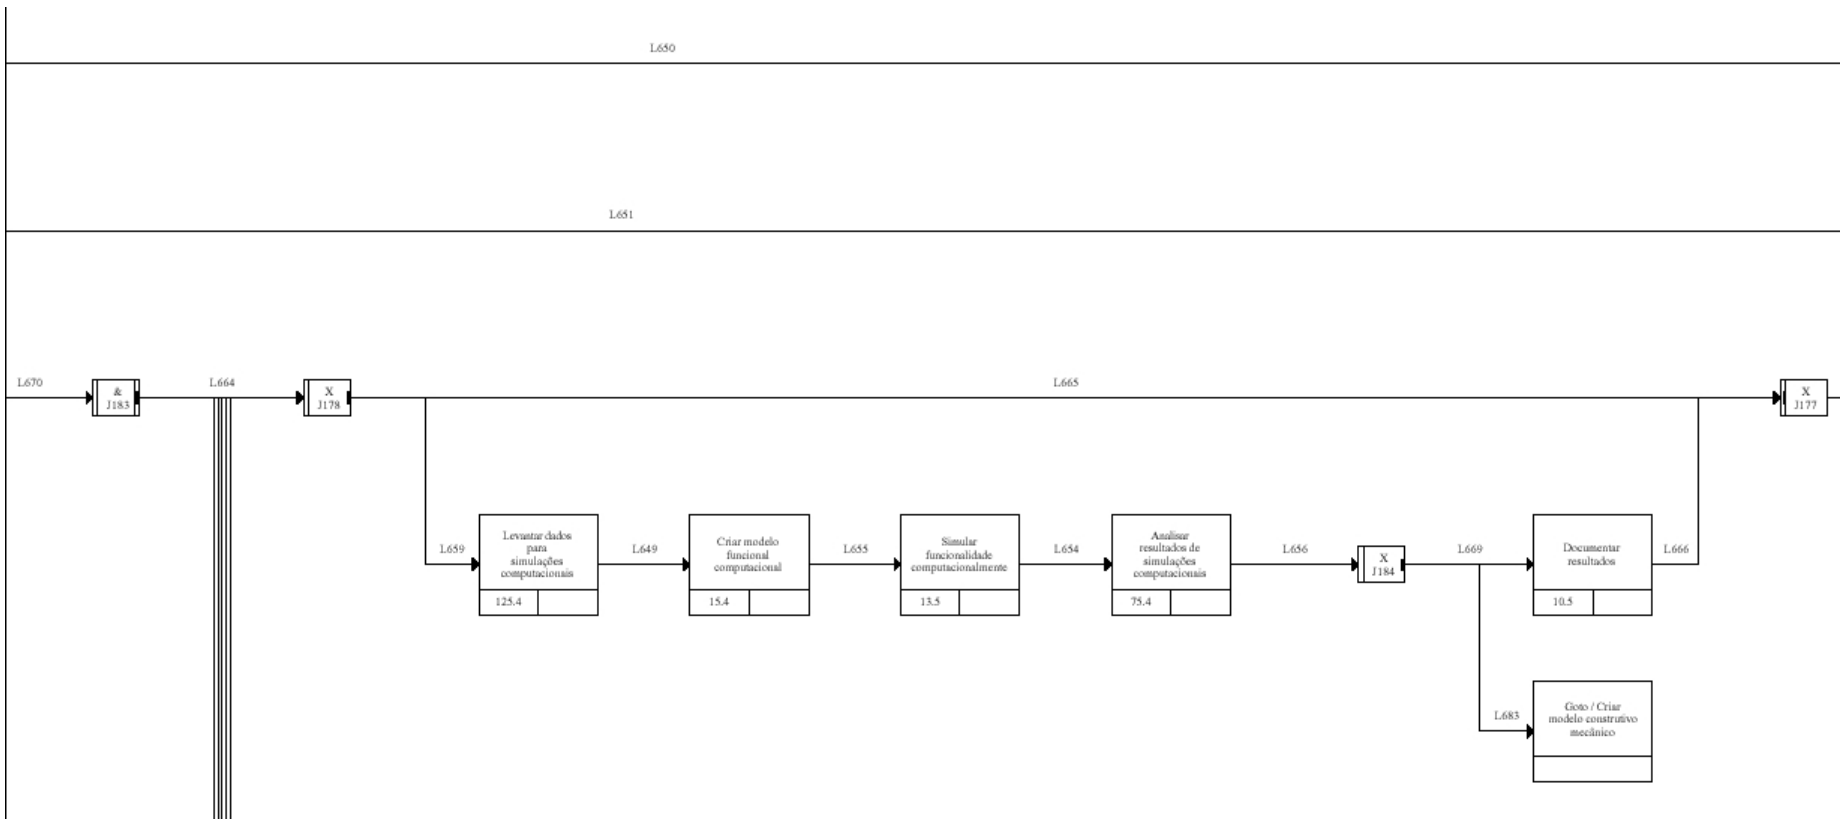 L650
L651
L670
&
J183
L664
X
J178
L665
X
J177
L659
Levantar dados
para
simulações
computacionais
125.4
L649
Criar modelo
funcional
computacional
15.4
L655
Simular
funcionalidade
computacionalmente
13.5
L654
Analisar
resultados de
simulações
computacionais
75.4
L656
X
J184
L669
Documentar
resultados
10.5
L666
L683
Goto / Criar
modelo construtivo
mecânico